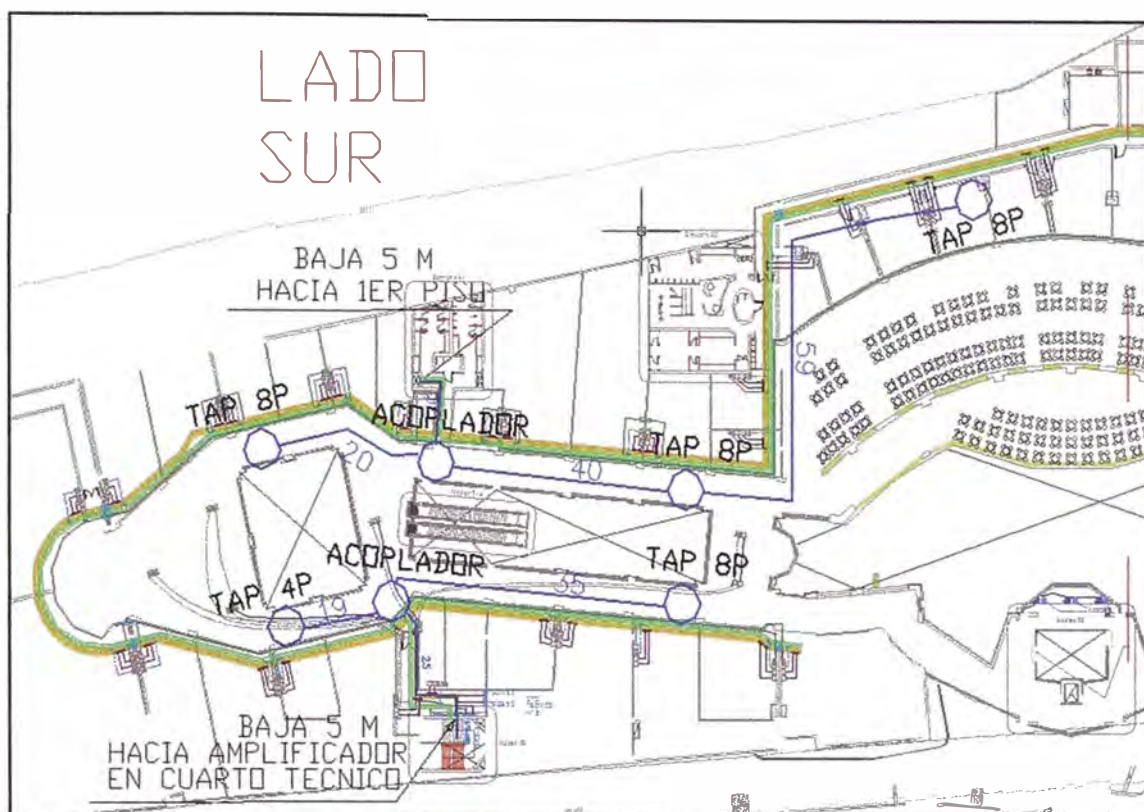 LADO
SUR
BAJA 5 M
HACIA 1ER PISO
TAP 8P
TAP 8P
ACOPLADOR
TAP 8P
59
20
40
ACOPLADOR
TAP 8P
TAP 4P
19
35
25
BAJA 5 M
HACIA AMPLIFICADOR
EN CUARTO TECNICO